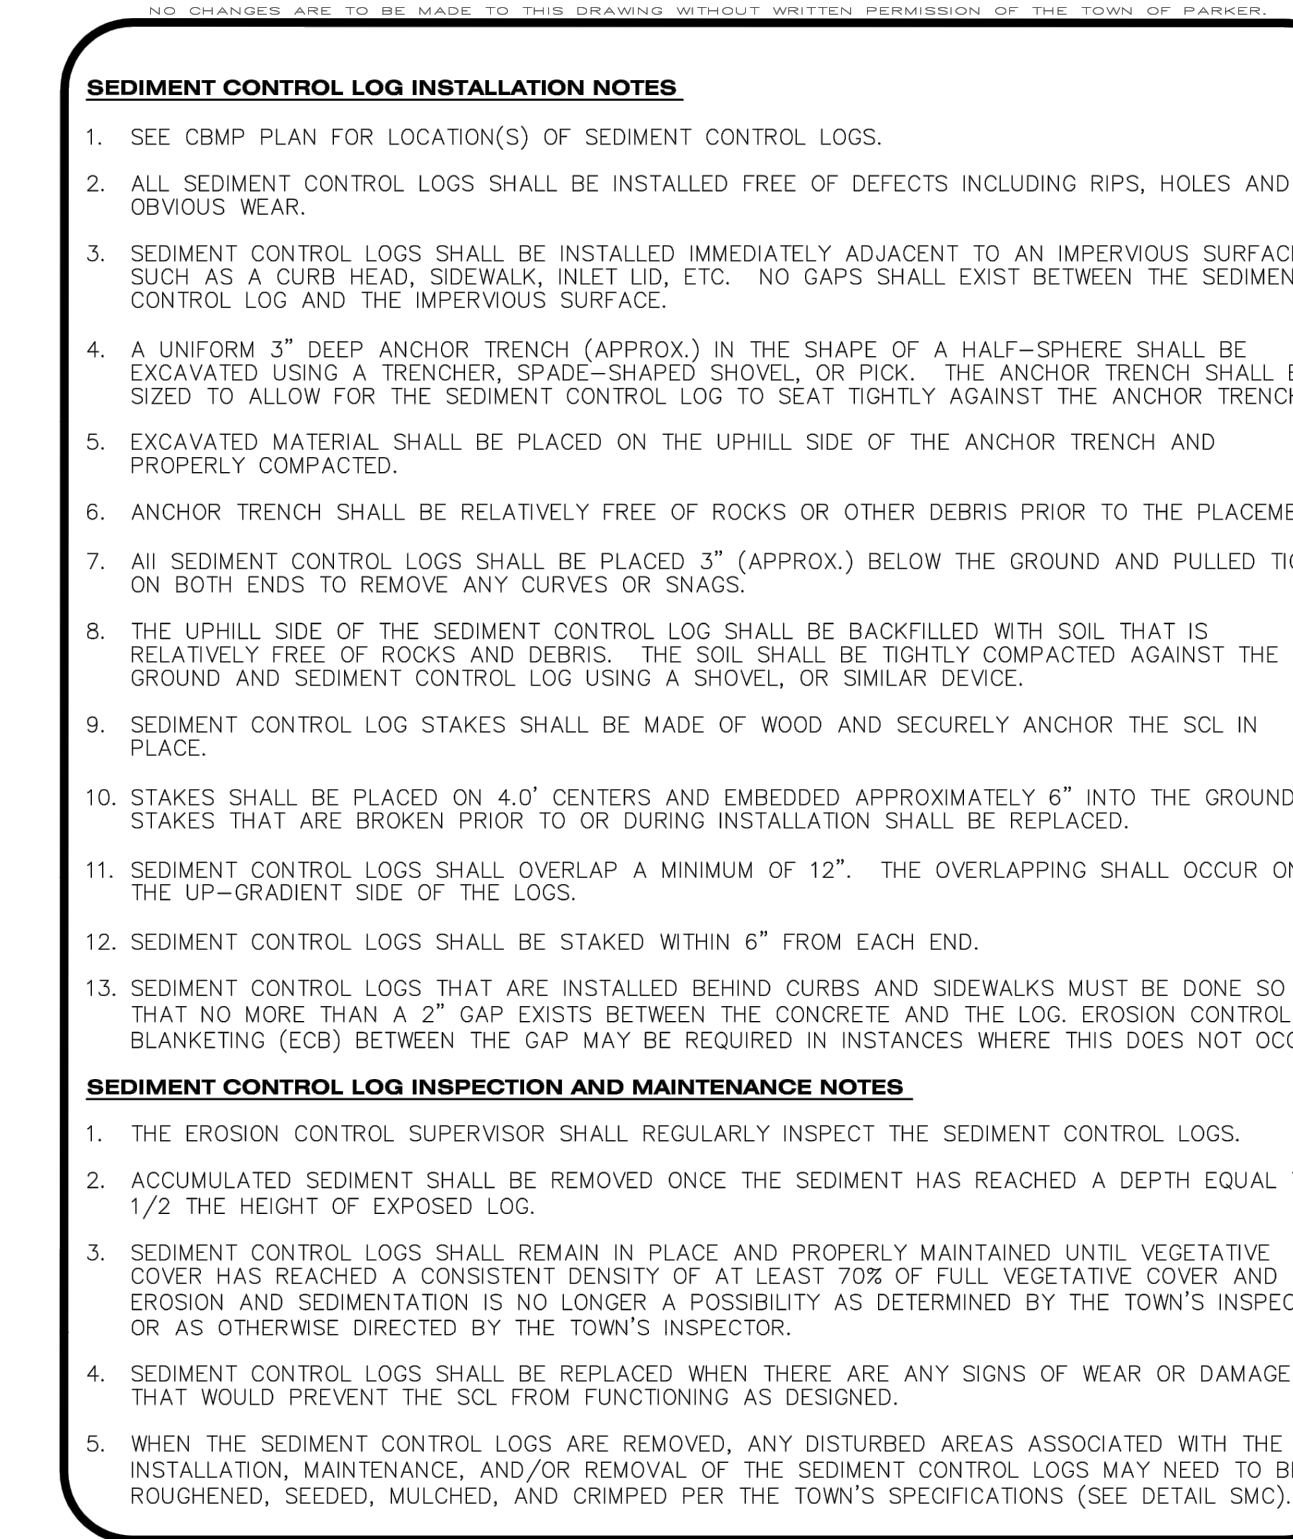 NO CHANGES ARE TO BE MADE TO THIS DRAWING WITHOUT WRITTEN PERMISSION OF THE TOWN OF PARKER.
SEDIMENT CONTROL LOG INSTALLATION NOTES
1. SEE CBMP PLAN FOR LOCATION(S) OF SEDIMENT CONTROL LOGS.
2. ALL SEDIMENT CONTROL LOGS SHALL BE INSTALLED FREE OF DEFECTS INCLUDING RIPS, HOLES AND
OBVIOUS WEAR.
3. SEDIMENT CONTROL LOGS SHALL BE INSTALLED IMMEDIATELY ADJACENT TO AN IMPERVIOUS SURFAC
SUCH AS A CURB HEAD, SIDEWALK, INLET LID, ETC. NO GAPS SHALL EXIST BETWEEN THE SEDIMEN
CONTROL LOG AND THE IMPERVIOUS SURFACE.
4. A UNIFORM 3” DEEP ANCHOR TRENCH (APPROX.) IN THE SHAPE OF A HALF–SPHERE SHALL BE
EXCAVATED USING A TRENCHER, SPADE–SHAPED SHOVEL, OR PICK. THE ANCHOR TRENCH SHALL B
SIZED TO ALLOW FOR THE SEDIMENT CONTROL LOG TO SEAT TIGHTLY AGAINST THE ANCHOR TRENCH
5. EXCAVATED MATERIAL SHALL BE PLACED ON THE UPHILL SIDE OF THE ANCHOR TRENCH AND
PROPERLY COMPACTED.
6. ANCHOR TRENCH SHALL BE RELATIVELY FREE OF ROCKS OR OTHER DEBRIS PRIOR TO THE PLACEME
7. All SEDIMENT CONTROL LOGS SHALL BE PLACED 3” (APPROX.) BELOW THE GROUND AND PULLED TIG
ON BOTH ENDS TO REMOVE ANY CURVES OR SNAGS.
8. THE UPHILL SIDE OF THE SEDIMENT CONTROL LOG SHALL BE BACKFILLED WITH SOIL THAT IS
RELATIVELY FREE OF ROCKS AND DEBRIS. THE SOIL SHALL BE TIGHTLY COMPACTED AGAINST THE
GROUND AND SEDIMENT CONTROL LOG USING A SHOVEL, OR SIMILAR DEVICE.
9. SEDIMENT CONTROL LOG STAKES SHALL BE MADE OF WOOD AND SECURELY ANCHOR THE SCL IN
PLACE.
10. STAKES SHALL BE PLACED ON 4.0’ CENTERS AND EMBEDDED APPROXIMATELY 6” INTO THE GROUND
STAKES THAT ARE BROKEN PRIOR TO OR DURING INSTALLATION SHALL BE REPLACED.
11. SEDIMENT CONTROL LOGS SHALL OVERLAP A MINIMUM OF 12”. THE OVERLAPPING SHALL OCCUR ON
THE UP–GRADIENT SIDE OF THE LOGS.
12. SEDIMENT CONTROL LOGS SHALL BE STAKED WITHIN 6” FROM EACH END.
13. SEDIMENT CONTROL LOGS THAT ARE INSTALLED BEHIND CURBS AND SIDEWALKS MUST BE DONE SO
THAT NO MORE THAN A 2” GAP EXISTS BETWEEN THE CONCRETE AND THE LOG. EROSION CONTROL
BLANKETING (ECB) BETWEEN THE GAP MAY BE REQUIRED IN INSTANCES WHERE THIS DOES NOT OCC
SEDIMENT CONTROL LOG INSPECTION AND MAINTENANCE NOTES
1. THE EROSION CONTROL SUPERVISOR SHALL REGULARLY INSPECT THE SEDIMENT CONTROL LOGS.
2. ACCUMULATED SEDIMENT SHALL BE REMOVED ONCE THE SEDIMENT HAS REACHED A DEPTH EQUAL
1/2 THE HEIGHT OF EXPOSED LOG.
3. SEDIMENT CONTROL LOGS SHALL REMAIN IN PLACE AND PROPERLY MAINTAINED UNTIL VEGETATIVE
COVER HAS REACHED A CONSISTENT DENSITY OF AT LEAST 70% OF FULL VEGETATIVE COVER AND
EROSION AND SEDIMENTATION IS NO LONGER A POSSIBILITY AS DETERMINED BY THE TOWN’S INSPEC
OR AS OTHERWISE DIRECTED BY THE TOWN’S INSPECTOR.
4. SEDIMENT CONTROL LOGS SHALL BE REPLACED WHEN THERE ARE ANY SIGNS OF WEAR OR DAMAGE
THAT WOULD PREVENT THE SCL FROM FUNCTIONING AS DESIGNED.
5. WHEN THE SEDIMENT CONTROL LOGS ARE REMOVED, ANY DISTURBED AREAS ASSOCIATED WITH THE
INSTALLATION, MAINTENANCE, AND/OR REMOVAL OF THE SEDIMENT CONTROL LOGS MAY NEED TO B
ROUGHENED, SEEDED, MULCHED, AND CRIMPED PER THE TOWN’S SPECIFICATIONS (SEE DETAIL SMC).